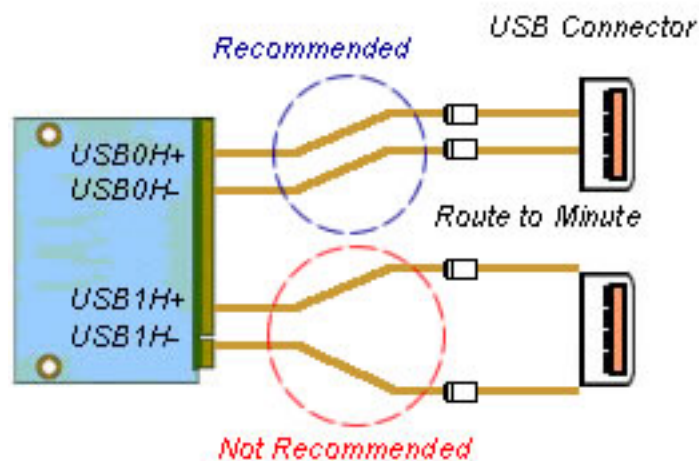 USB Connector
Recommended
USB0H+
USB0H-
Route to Minute
USB1H+
USB1H-
Not Recommended